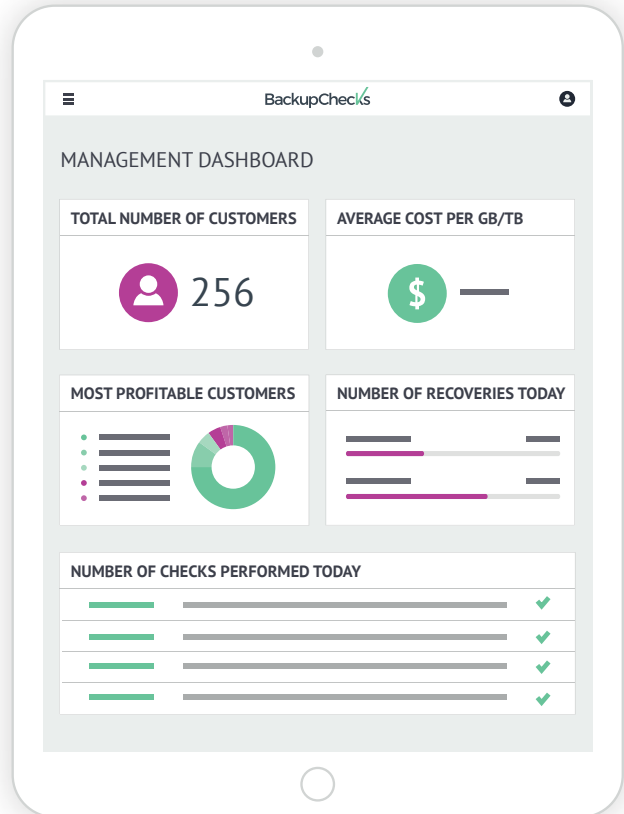 BackupChecks
MANAGEMENT DASHBOARD
TOTAL NUMBER OF CUSTOMERS
256
AVERAGE COST PER GB/TB
$
MOST PROFITABLE CUSTOMERS
NUMBER OF RECOVERIES TODAY
NUMBER OF CHECKS PERFORMED TODAY